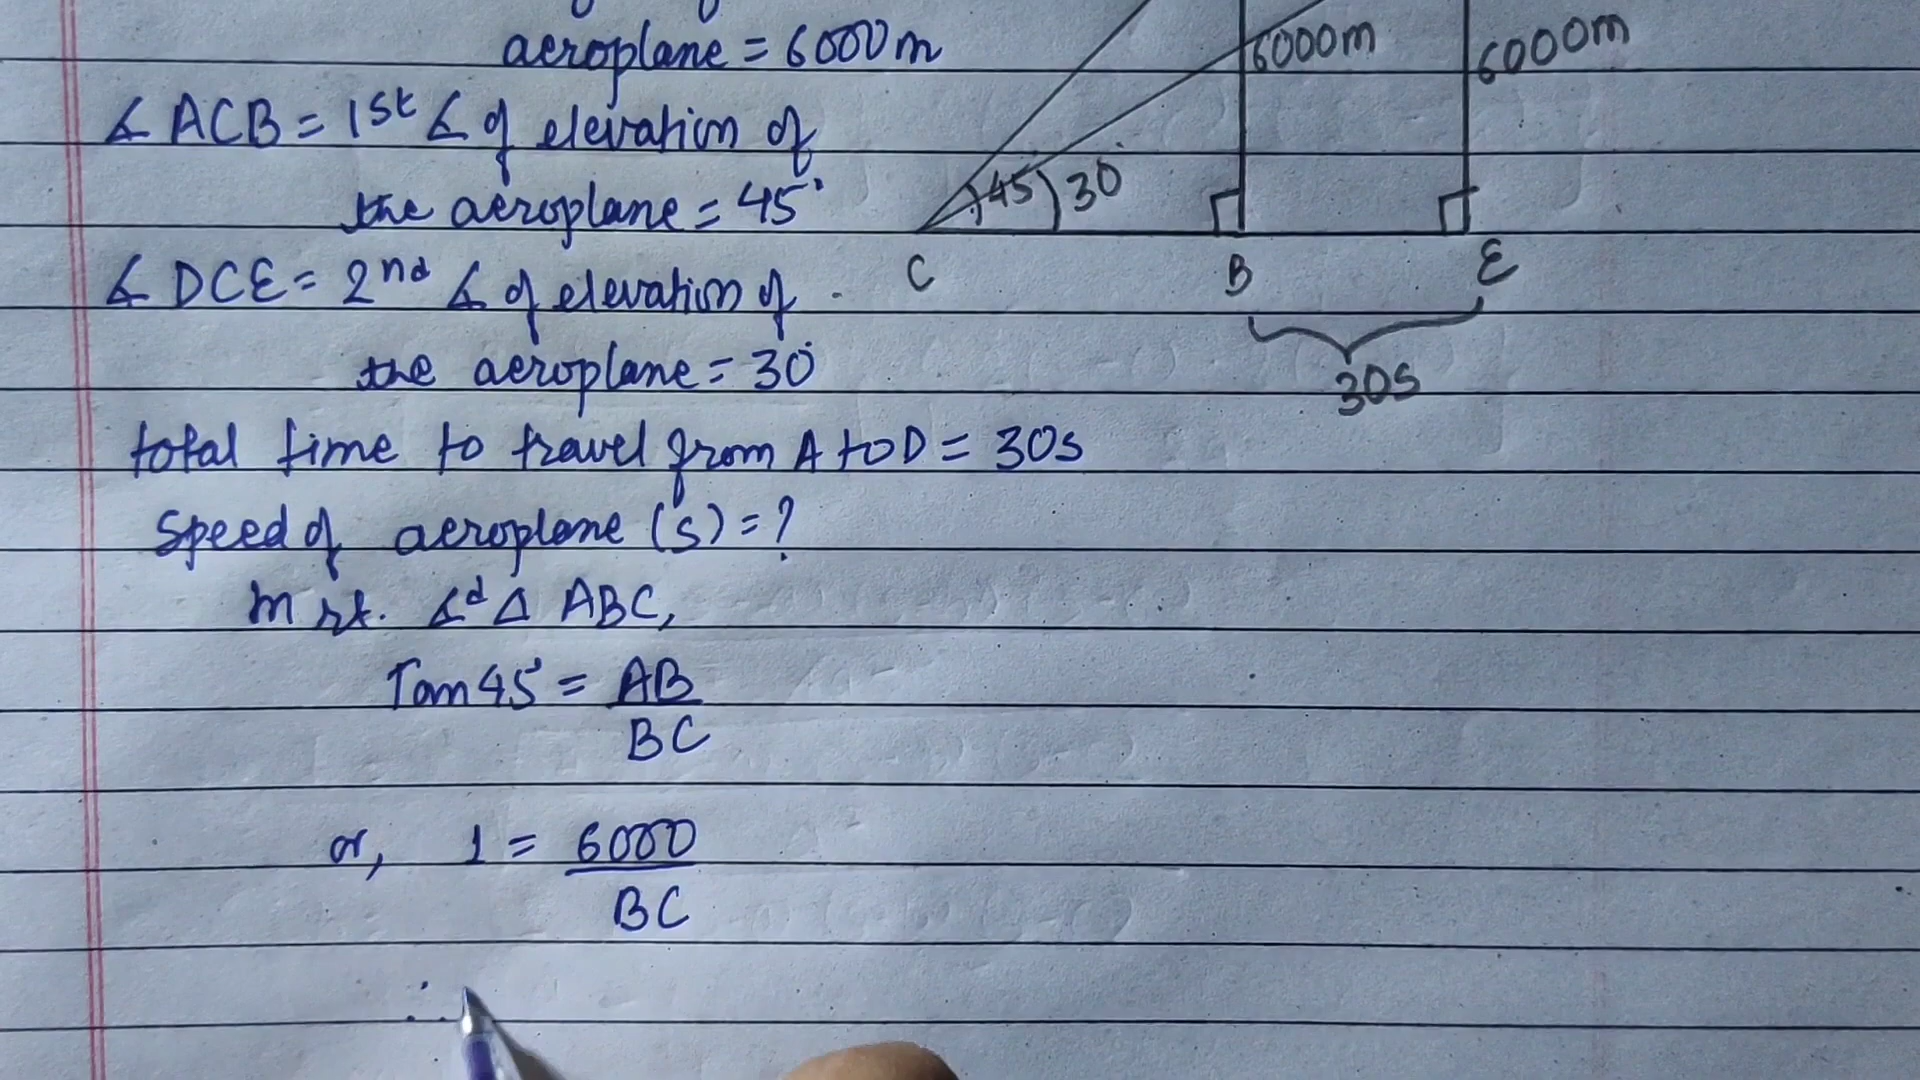 aeroplane = 6000m
∡ ACB = 1st ∡ of elevation of
the aeroplane = 45°
∡ DCE = 2nd ∡ of elevation of
the aeroplane = 30°
total time to travel from A to D = 30s
Speed of aeroplane (s) = ?
In rt. ∡d Δ ABC,
Tan 45° = AB
BC
or, 1 = 6000
BC
∴
6000m
6000m
45 30°
C B E
30s